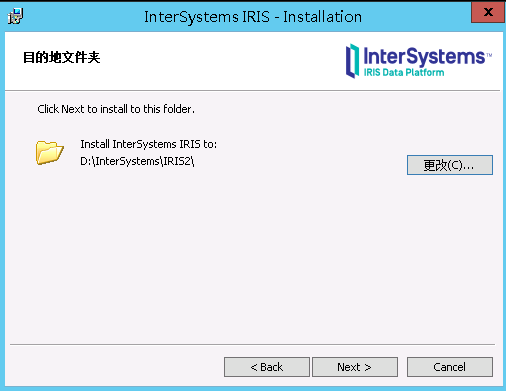 InterSystems IRIS - Installation
X
目的地文件夹
InterSystems™
IRIS Data Platform
Click Next to install to this folder.
Install InterSystems IRIS to:
D:\InterSystems\IRIS2\
更改(C)...
< Back
Next >
Cancel